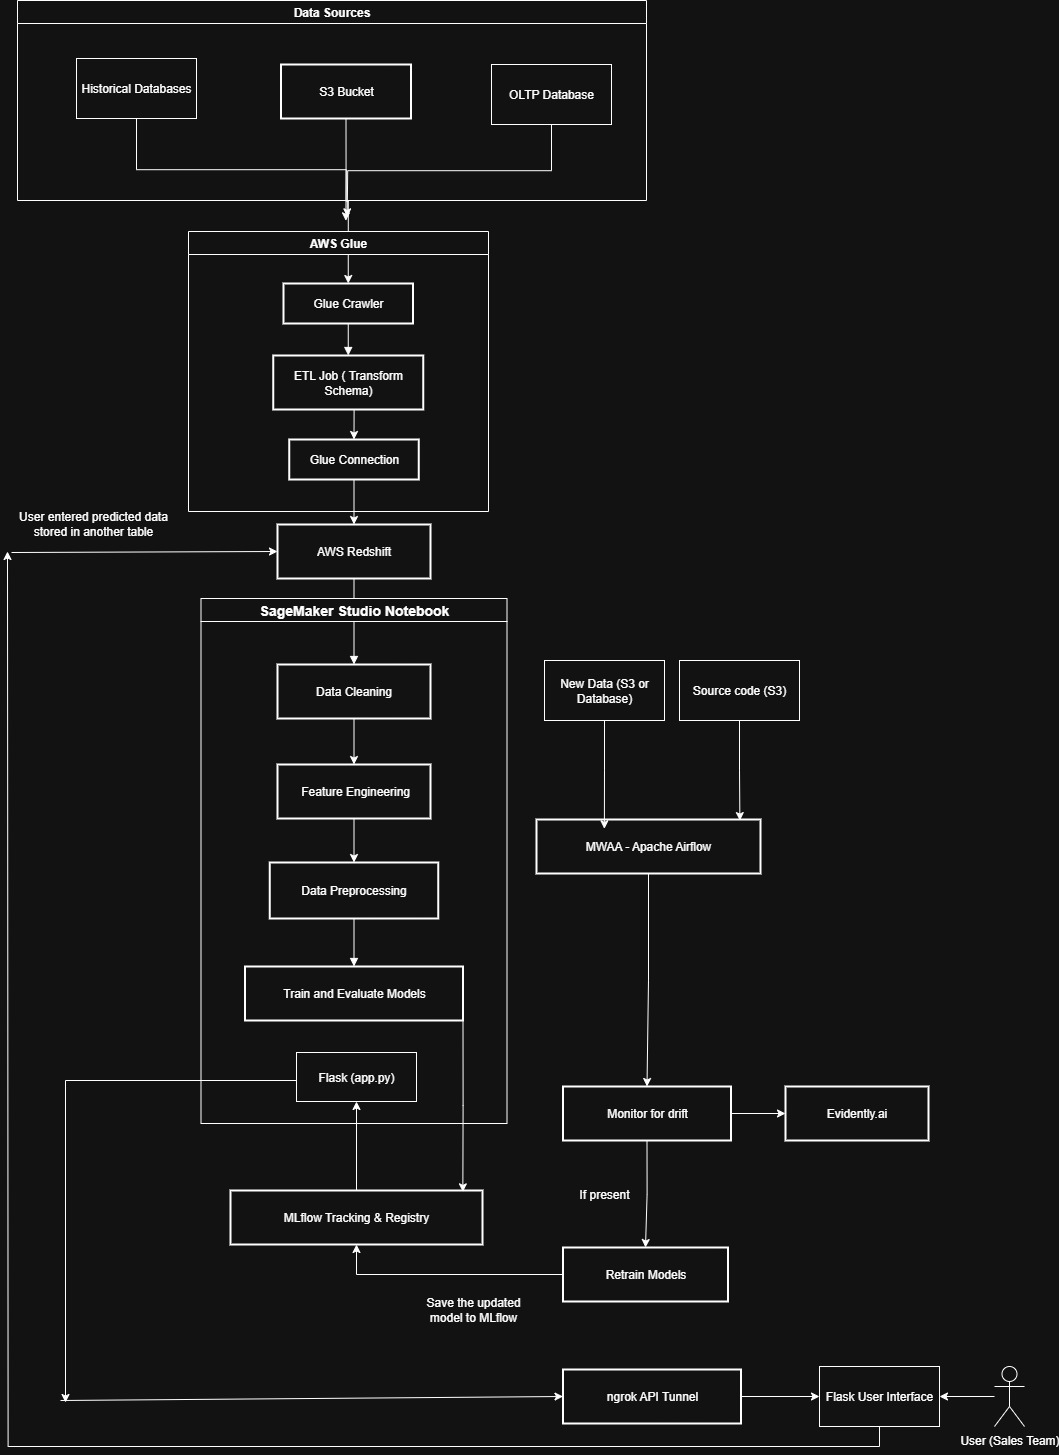 Data Sources
Historical Databases
S3 Bucket
OLTP Database
AWS Glue
Glue Crawler
ETL Job ( Transform
Schema)
Glue Connection
User entered predicted data
stored in another table
AWS Redshift
SageMaker Studio Notebook
Data Cleaning
New Data (S3 or
Database)
Source code (S3)
Feature Engineering
MWAA - Apache Airflow
Data Preprocessing
Train and Evaluate Models
Flask (app.py)
Monitor for drift
Evidently.ai
If present
MLflow Tracking & Registry
Retrain Models
Save the updated
model to MLflow
ngrok API Tunnel
Flask User Interface
User (Sales Team)